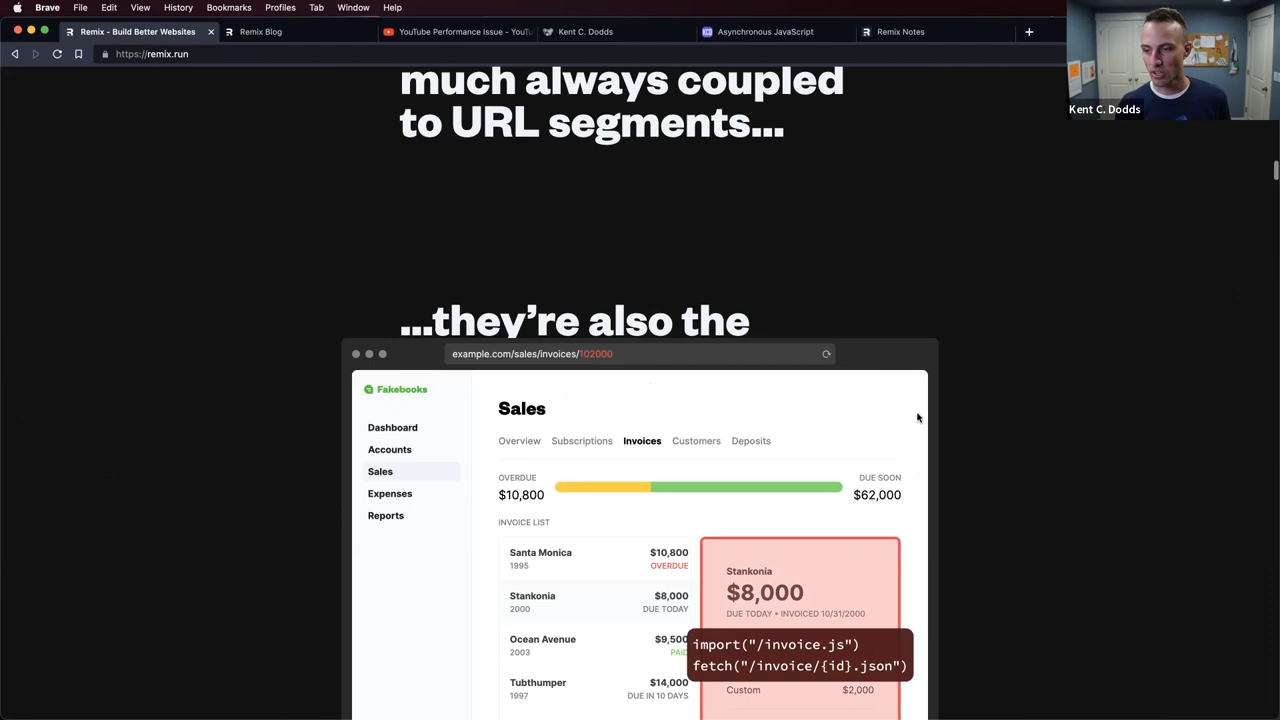 Brave File Edit View History Bookmarks Profiles Tab Window Help
Remix - Build Better Websites
Remix Blog
YouTube Performance Issue - YouTu
Kent C. Dodds
Asynchronous JavaScript
Remix Notes
https://remix.run
Kent C. Dodds
much always coupled
to URL segments…
…they’re also the
example.com/sales/invoices/102000
Fakebooks
Dashboard
Accounts
Sales
Expenses
Reports
Sales
Overview Subscriptions Invoices Customers Deposits
OVERDUE
$10,800
DUE SOON
$62,000
INVOICE LIST
Santa Monica $10,800
1995 OVERDUE
Stankonia $8,000
2000 DUE TODAY
Ocean Avenue $9,500
2003 PAID
Tubthumper $14,000
1997 DUE IN 10 DAYS
Stankonia
$8,000
DUE TODAY • INVOICED 10/31/2000
import("/invoice.js")
fetch("/invoice/{id}.json")
Custom $2,000